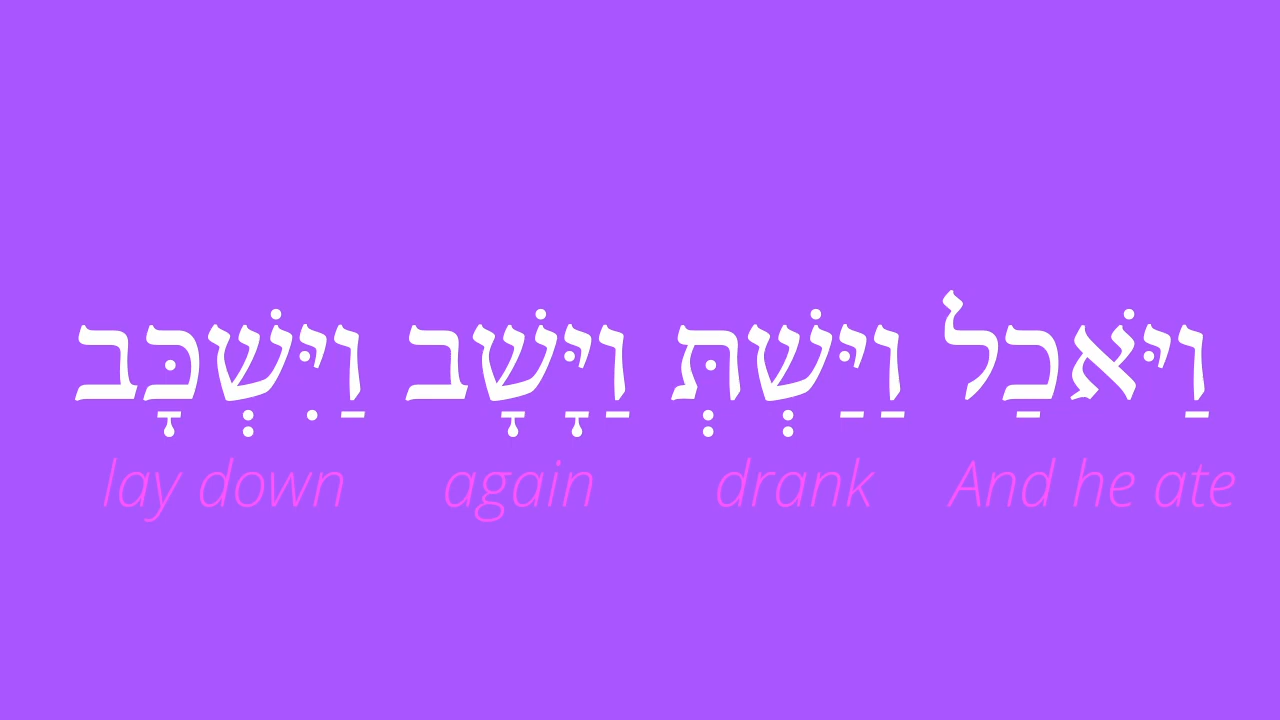 וַיֹּאכַל וַיַּשְׁתְּ וַיָּשָׁב וַיִּשְׁכָּב
lay down again drank And he ate